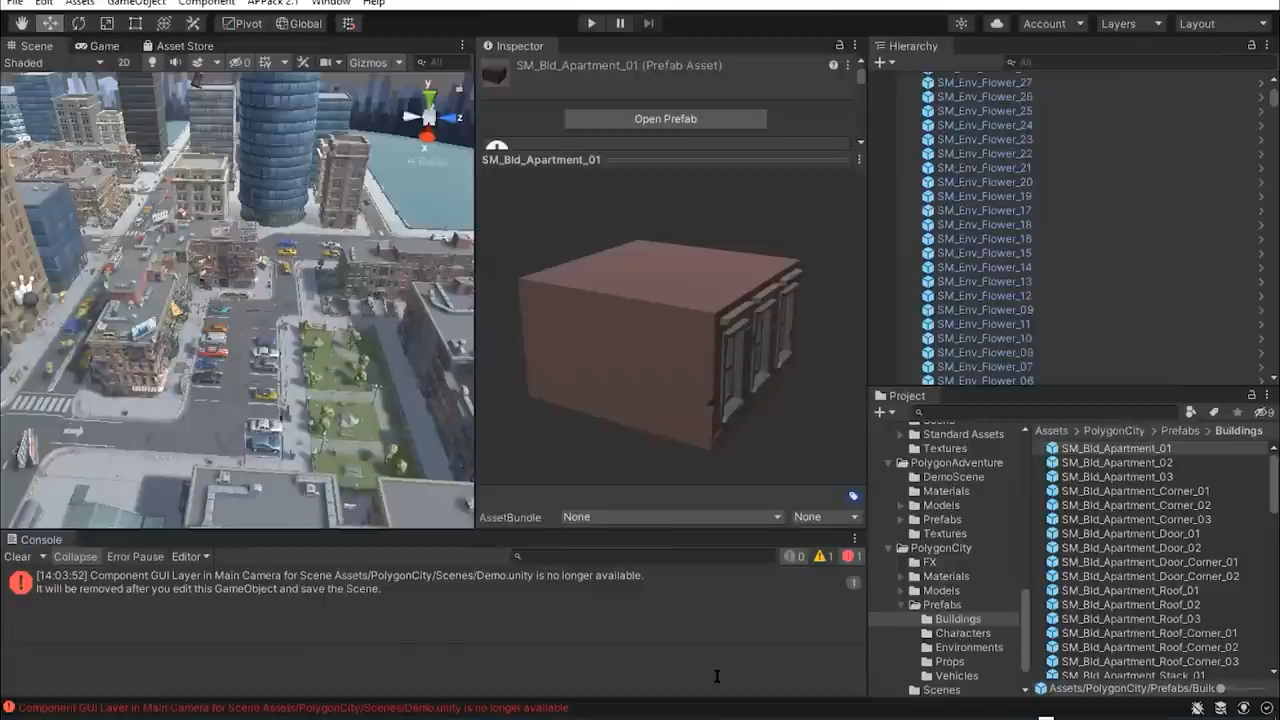 File Edit Assets GameObject Component APPack 2.1 Window Help
Pivot Global Account Layers Layout
Scene Game Asset Store
Shaded 2D 0 Gizmos All
y
z
x
Inspector
SM_Bld_Apartment_01 (Prefab Asset)
Open Prefab
SM_Bld_Apartment_01
AssetBundle None None
Hierarchy
All
SM_Env_Flower_27
SM_Env_Flower_26
SM_Env_Flower_25
SM_Env_Flower_24
SM_Env_Flower_23
SM_Env_Flower_22
SM_Env_Flower_21
SM_Env_Flower_20
SM_Env_Flower_19
SM_Env_Flower_17
SM_Env_Flower_18
SM_Env_Flower_16
SM_Env_Flower_15
SM_Env_Flower_14
SM_Env_Flower_13
SM_Env_Flower_12
SM_Env_Flower_09
SM_Env_Flower_11
SM_Env_Flower_10
SM_Env_Flower_08
SM_Env_Flower_07
SM_Env_Flower_06
Project
9
Standard Assets
Textures
PolygonAdventure
DemoScene
Materials
Models
Prefabs
Textures
PolygonCity
FX
Materials
Models
Prefabs
Buildings
Characters
Environments
Props
Vehicles
Scenes
Assets > PolygonCity > Prefabs > Buildings
SM_Bld_Apartment_01
SM_Bld_Apartment_02
SM_Bld_Apartment_03
SM_Bld_Apartment_Corner_01
SM_Bld_Apartment_Corner_02
SM_Bld_Apartment_Corner_03
SM_Bld_Apartment_Door_01
SM_Bld_Apartment_Door_02
SM_Bld_Apartment_Door_Corner_01
SM_Bld_Apartment_Door_Corner_02
SM_Bld_Apartment_Roof_01
SM_Bld_Apartment_Roof_02
SM_Bld_Apartment_Roof_03
SM_Bld_Apartment_Roof_Corner_01
SM_Bld_Apartment_Roof_Corner_02
SM_Bld_Apartment_Roof_Corner_03
SM_Bld_Apartment_Stack_01
Assets/PolygonCity/Prefabs/Builc
Console
Clear Collapse Error Pause Editor 0 1 1
[14:03:52] Component GUI Layer in Main Camera for Scene Assets/PolygonCity/Scenes/Demo.unity is no longer available.
It will be removed after you edit this GameObject and save the Scene.
1
Component GUI Layer in Main Camera for Scene Assets/PolygonCity/Scenes/Demo.unity is no longer available.